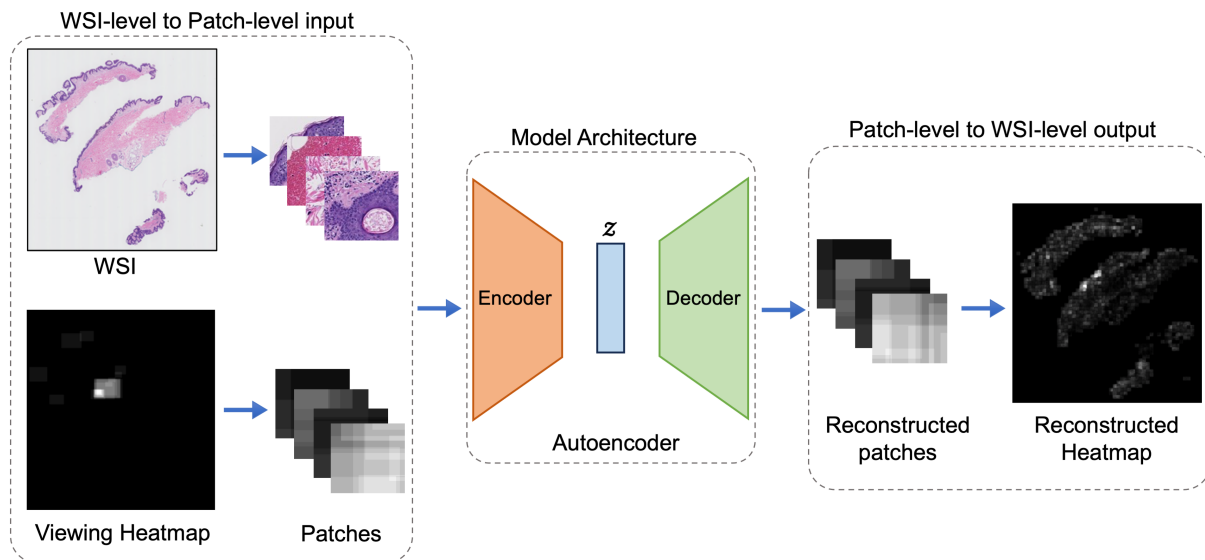 WSI-level to Patch-level input
WSI
Viewing Heatmap
Patches
Model Architecture
Encoder
z
Decoder
Autoencoder
Patch-level to WSI-level output
Reconstructed
patches
Reconstructed
Heatmap